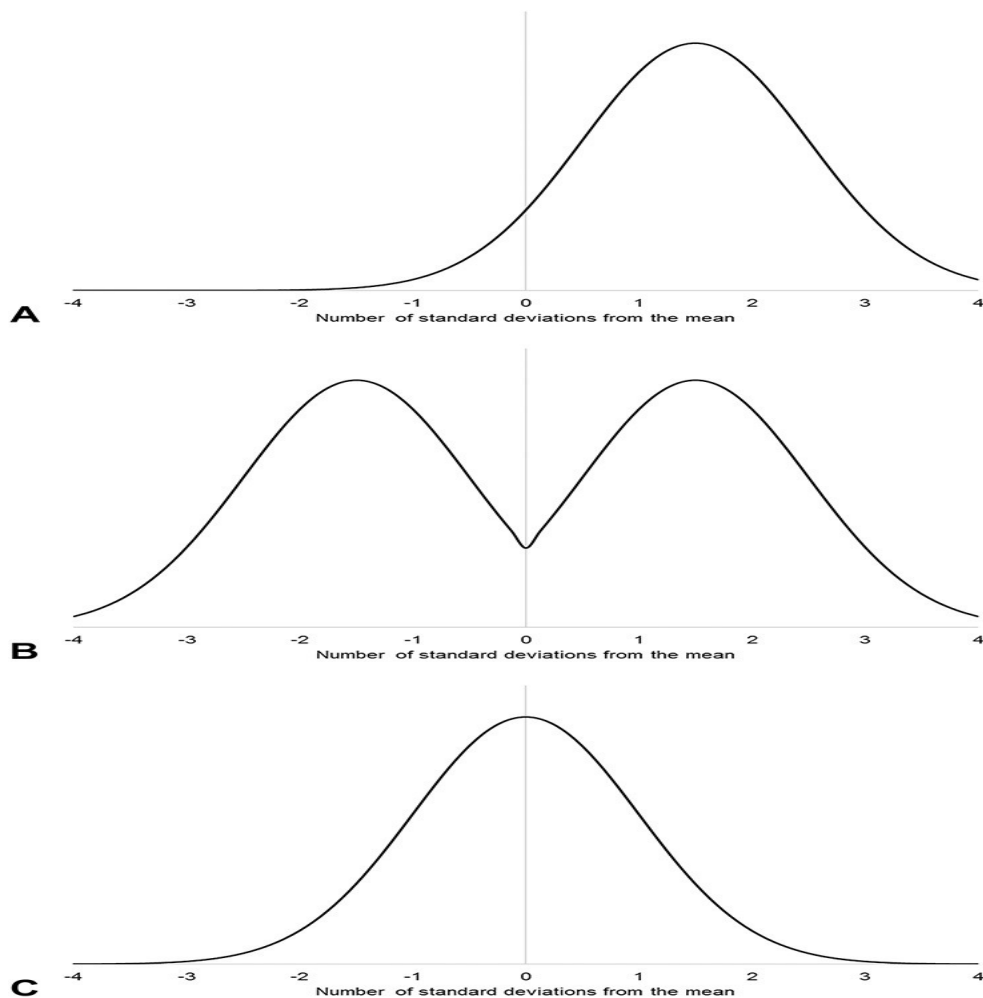 -4 -3 -2 -1 0 1 2 3 4
A
Number of standard deviations from the mean
-4 -3 -2 -1 0 1 2 3 4
B
Number of standard deviations from the mean
-4 -3 -2 -1 0 1 2 3 4
C
Number of standard deviations from the mean